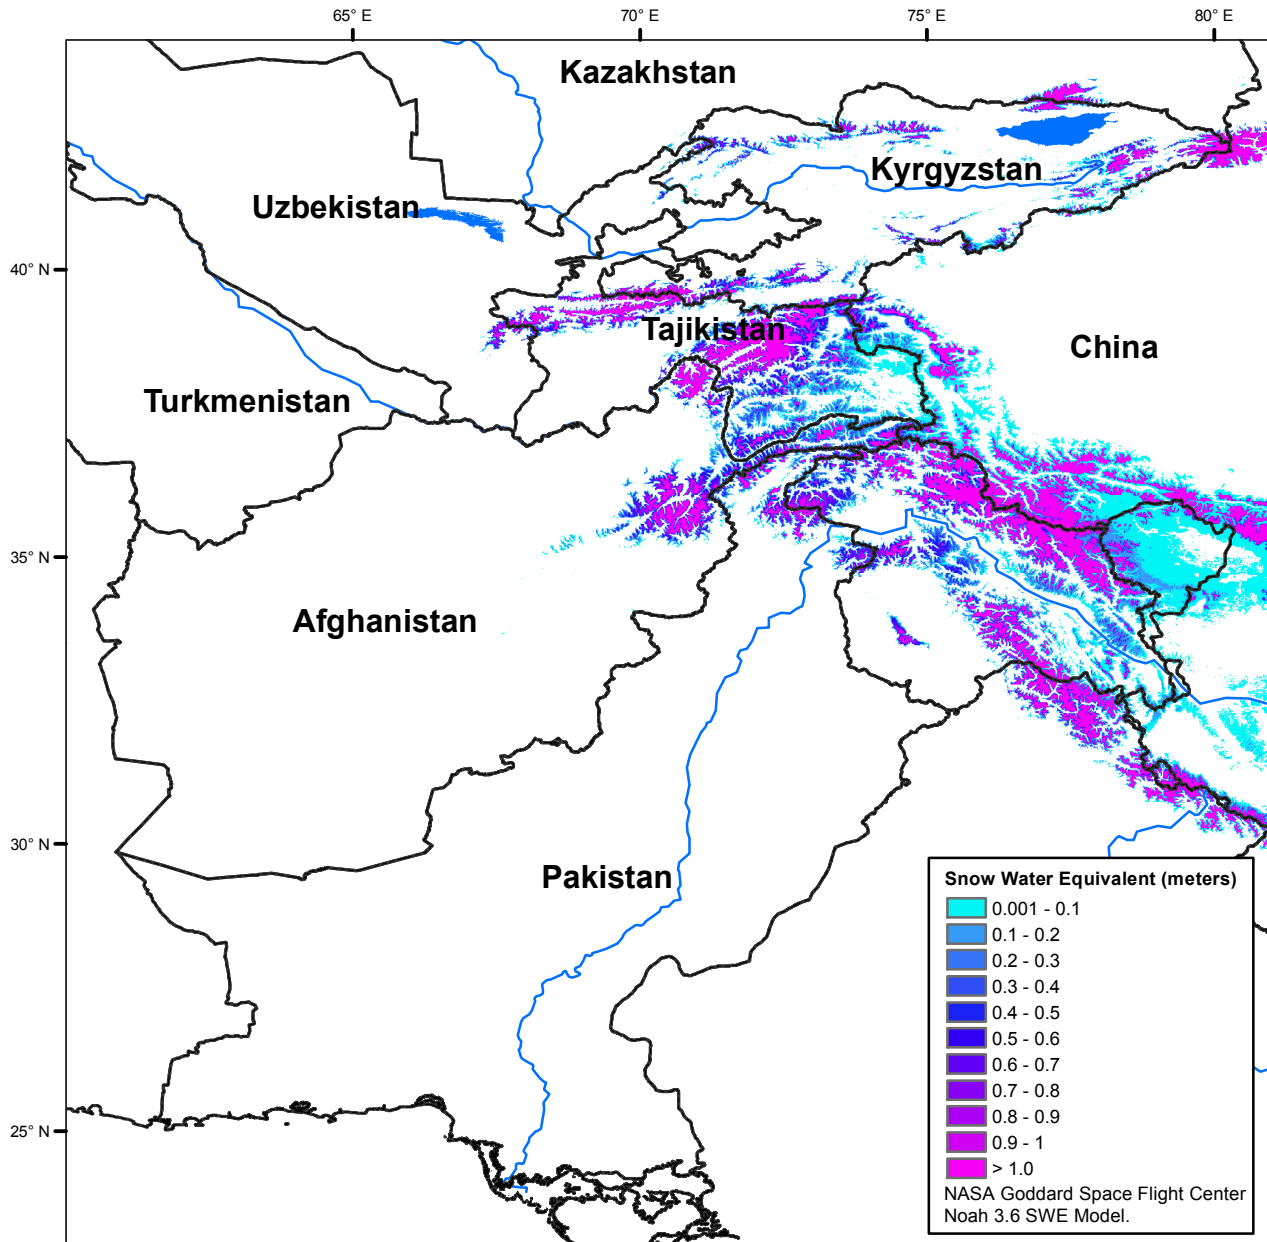 65° E
70° E
75° E
80° E
Kazakhstan
Kyrgyzstan
Uzbekistan
40° N
Tajikistan
China
Turkmenistan
35° N
Afghanistan
30° N
Pakistan
25° N
Snow Water Equivalent (meters)
0.001 - 0.1
0.1 - 0.2
0.2 - 0.3
0.3 - 0.4
0.4 - 0.5
0.5 - 0.6
0.6 - 0.7
0.7 - 0.8
0.8 - 0.9
0.9 - 1
> 1.0
NASA Goddard Space Flight Center
Noah 3.6 SWE Model.